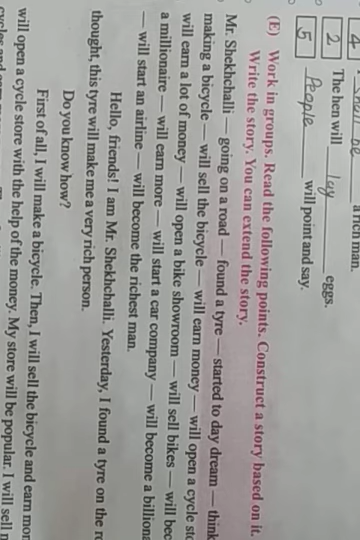 4 Shall be a rich man.
2 The hen will lay eggs.
5 People will point and say.
(E) Work in groups. Read the following points. Construct a story based on it.
Write the story. You can extend the story.
Mr. Shekhchalli — going on a road — found a tyre — started to day dream — think
making a bicycle — will sell the bicycle — will earn money — will open a cycle sto
will earn a lot of money — will open a bike showroom — will sell bikes — will bec
a millionaire — will earn more — will start a car company — will become a billiona
— will start an airline — will become the richest man.
Hello, friends! I am Mr. Shekhchalli. Yesterday, I found a tyre on the ro
thought, this tyre will make me a very rich person.
Do you know how?
First of all, I will make a bicycle. Then, I will sell the bicycle and earn mon
will open a cycle store with the help of the money. My store will be popular. I will sell m